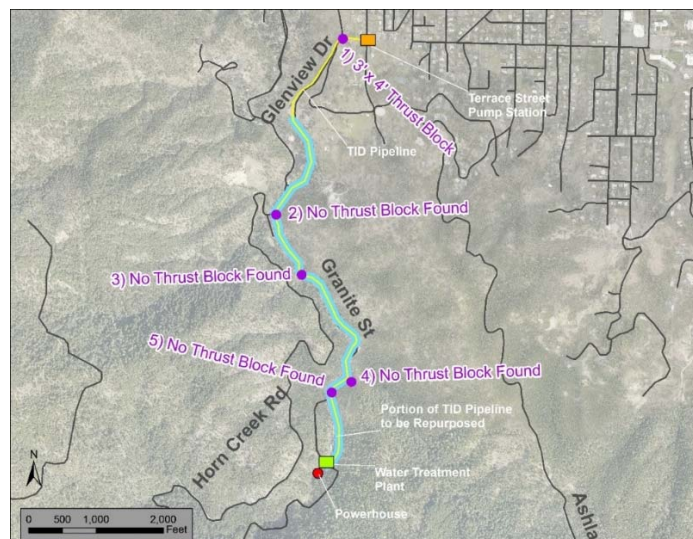 Glenview Dr
1) 3' x 4' Thrust Block
Terrace Street
Pump Station
TID Pipeline
2) No Thrust Block Found
3) No Thrust Block Found
Granite St
5) No Thrust Block Found
4) No Thrust Block Found
Horn Creek Rd
Portion of TID Pipeline
to be Repurposed
Water Treatment
Plant
Powerhouse
Ashla
N
0 500 1,000 2,000
Feet